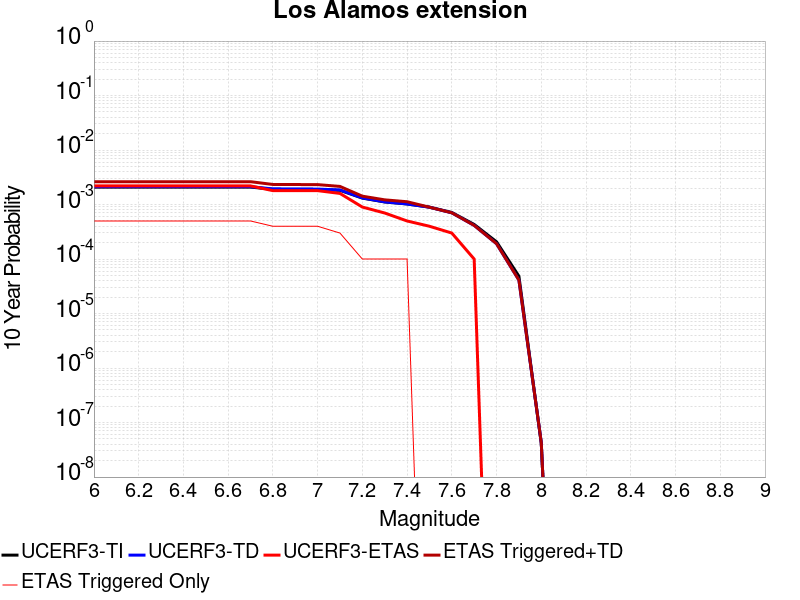 Los Alamos extension
10 Year Probability
10^0
10^-1
10^-2
10^-3
10^-4
10^-5
10^-6
10^-7
10^-8
6 6.2 6.4 6.6 6.8 7 7.2 7.4 7.6 7.8 8 8.2 8.4 8.6 8.8 9
Magnitude
UCERF3-TI UCERF3-TD UCERF3-ETAS ETAS Triggered+TD
ETAS Triggered Only